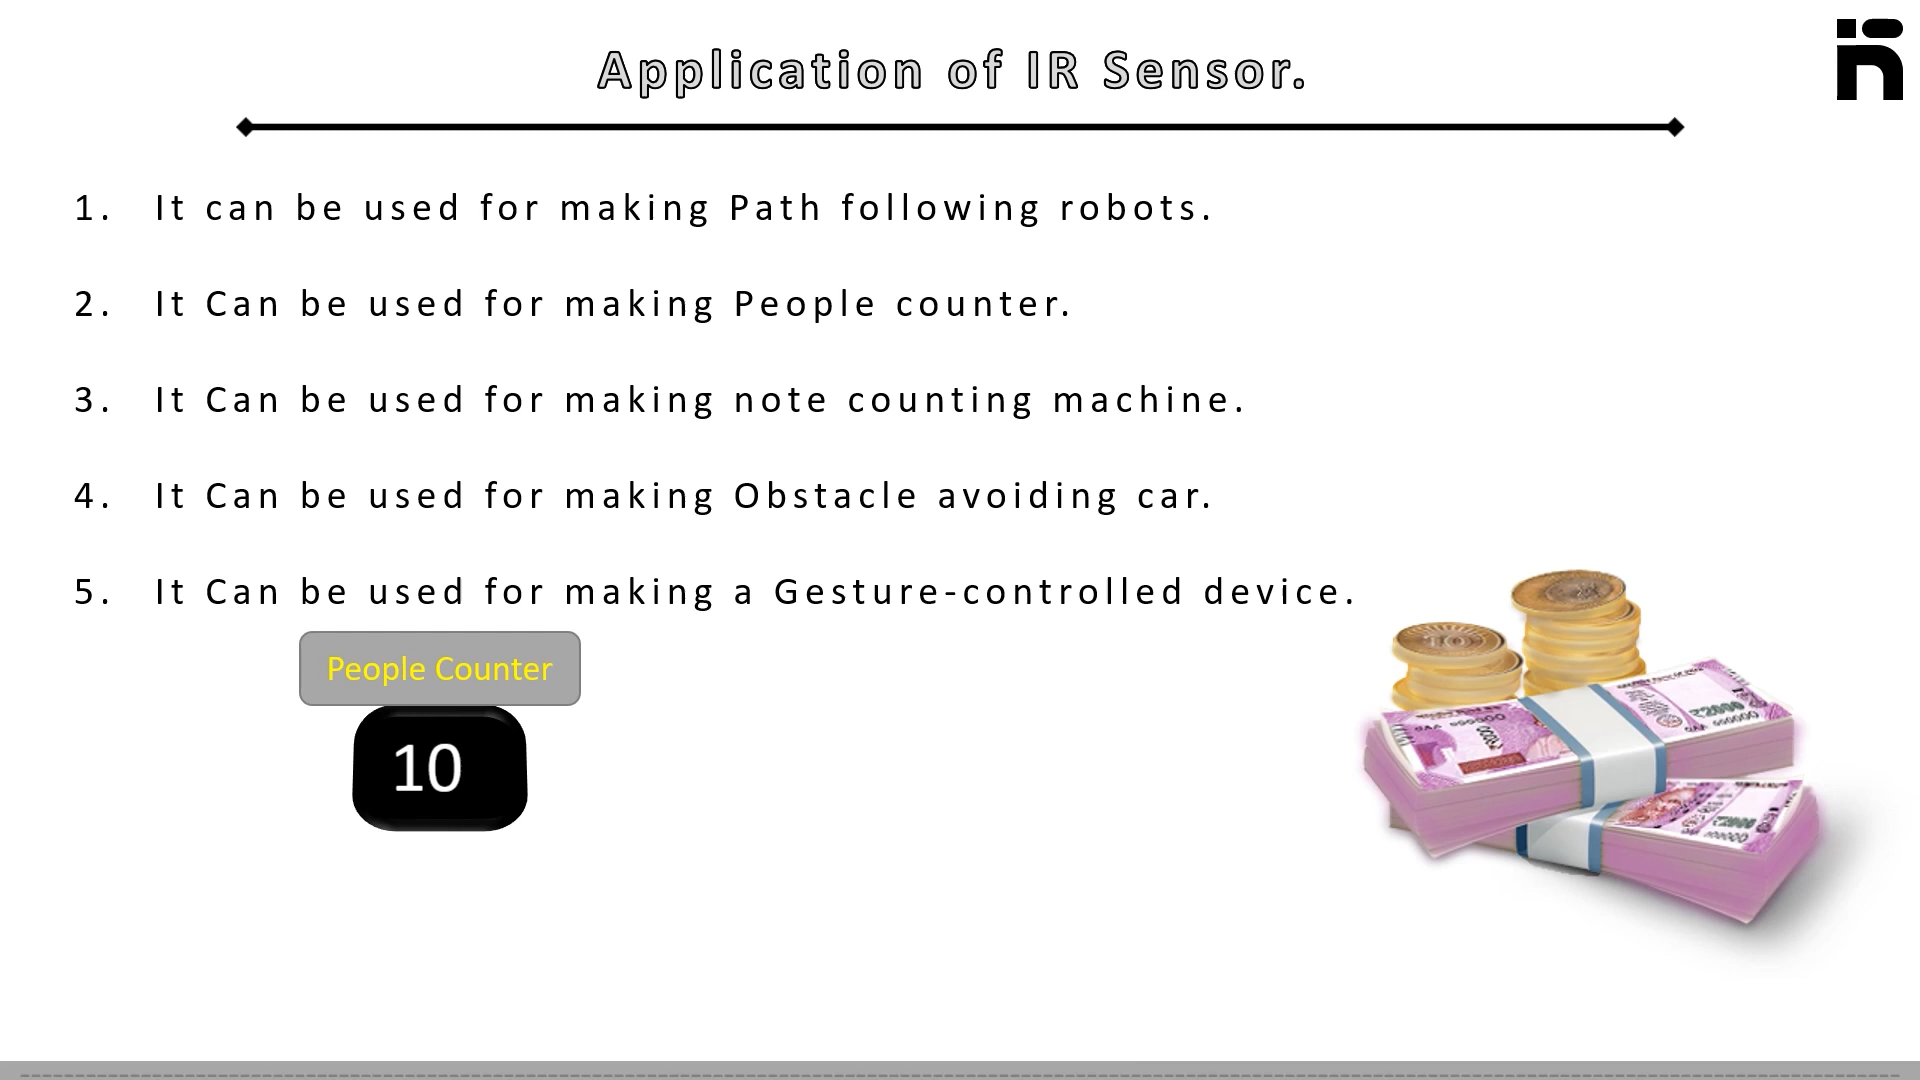 Application of IR Sensor.
1. It can be used for making Path following robots.
2. It Can be used for making People counter.
3. It Can be used for making note counting machine.
4. It Can be used for making Obstacle avoiding car.
5. It Can be used for making a Gesture-controlled device.
People Counter
10